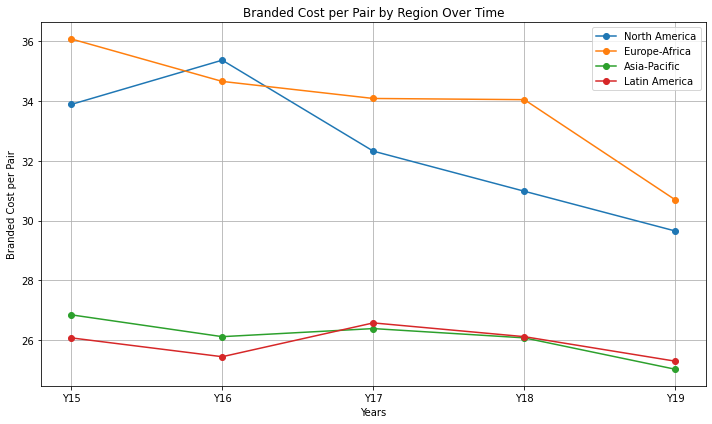 Branded Cost per Pair by Region Over Time
North America
Europe-Africa
Asia-Pacific
Latin America
Branded Cost per Pair
36
34
32
30
28
26
Y15 Y16 Y17 Y18 Y19
Years